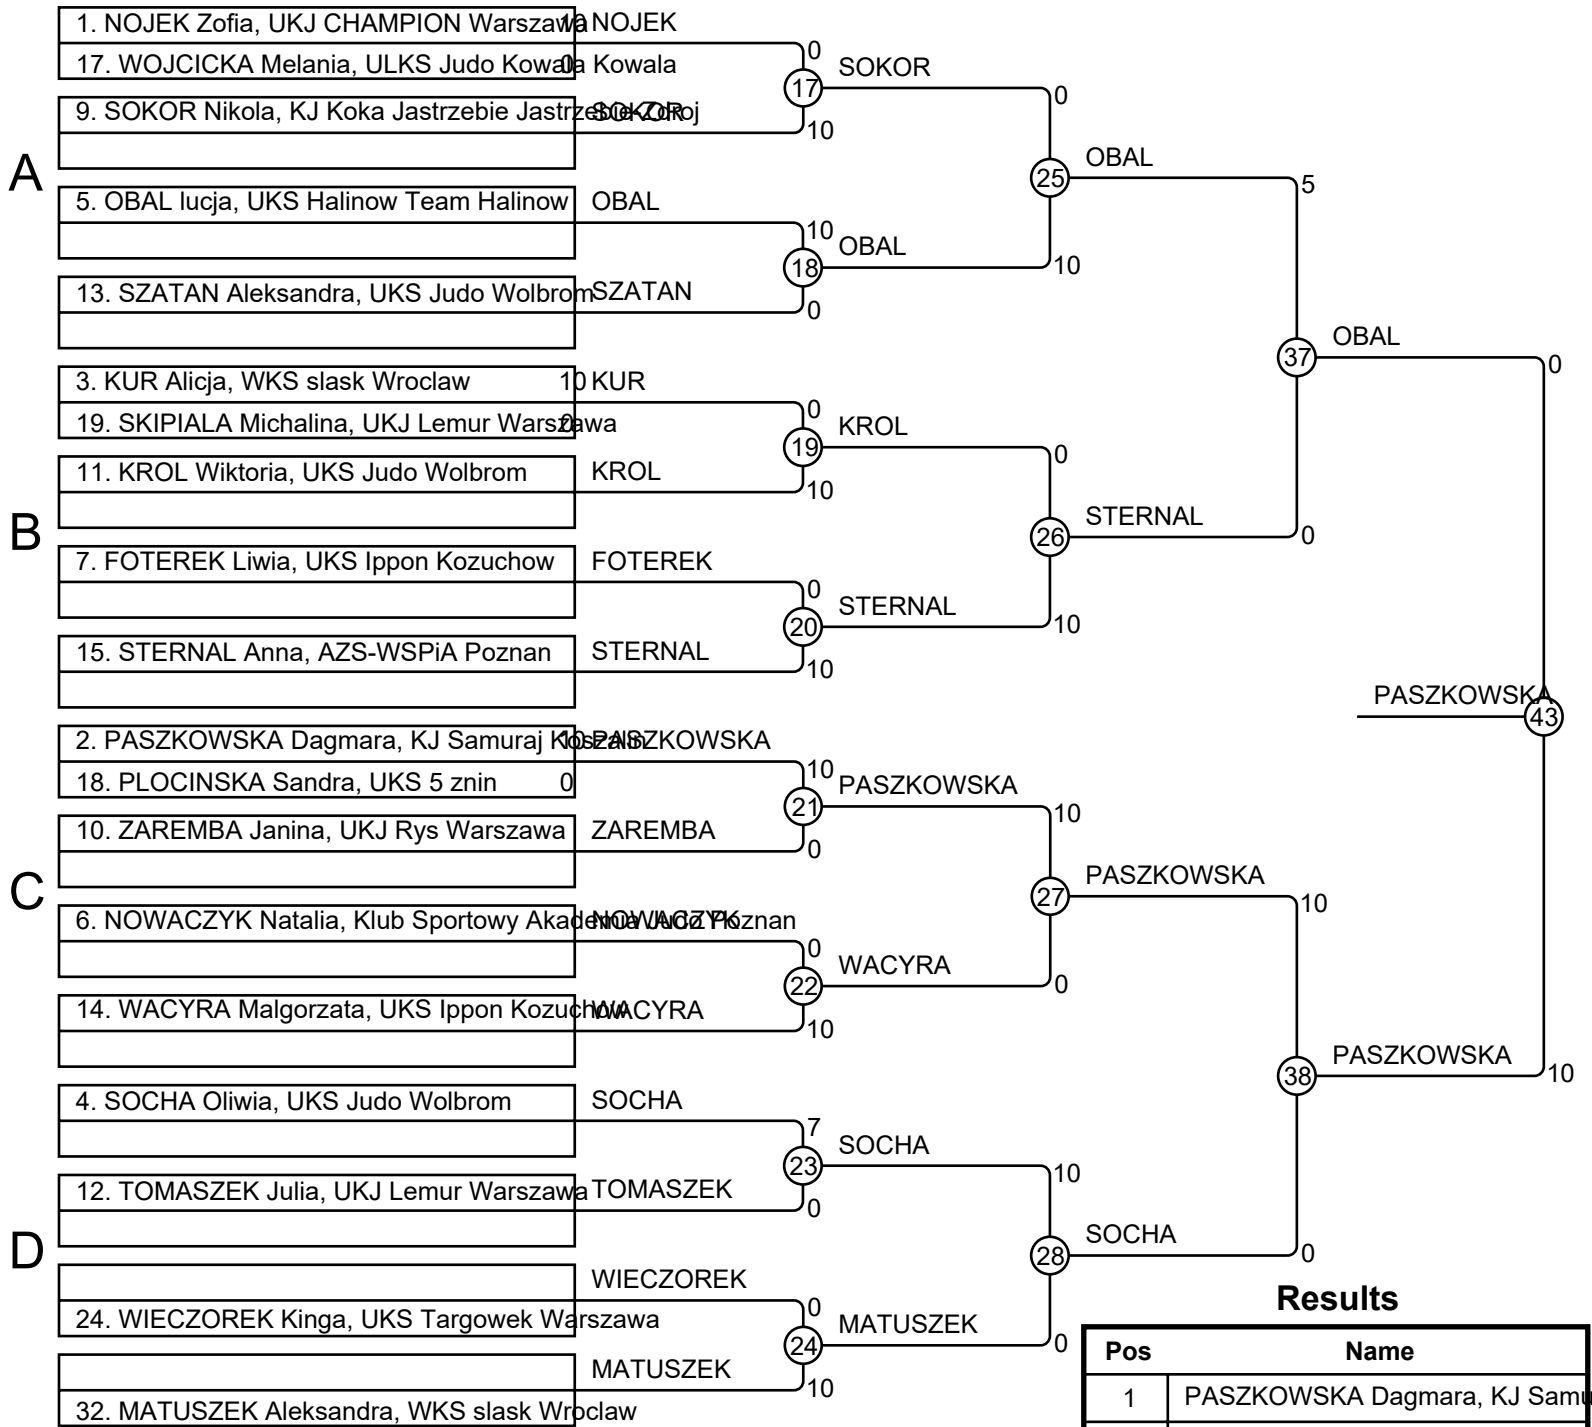 A
1. NOJEK Zofia, UKJ CHAMPION Warszawa 10 NOJEK
17. WOJCICKA Melania, ULKS Judo Kowala Kowala 0
9. SOKOR Nikola, KJ Koka Jastrzebie Jastrzebie-Zdroj SOKOR
0
17
10
SOKOR
5. OBAL lucja, UKS Halinow Team Halinow OBAL
13. SZATAN Aleksandra, UKS Judo Wolbrom SZATAN
10
18
0
OBAL
0
25
10
OBAL
B
3. KUR Alicja, WKS slask Wroclaw 10 KUR
19. SKIPIALA Michalina, UKJ Lemur Warszawa 0
11. KROL Wiktoria, UKS Judo Wolbrom KROL
0
19
10
KROL
7. FOTEREK Liwia, UKS Ippon Kozuchow FOTEREK
15. STERNAL Anna, AZS-WSPiA Poznan STERNAL
0
20
10
STERNAL
0
26
10
STERNAL
5
37
0
OBAL
C
2. PASZKOWSKA Dagmara, KJ Samuraj Koszalin 10 PASZKOWSKA
18. PLOCINSKA Sandra, UKS 5 znin 0
10. ZAREMBA Janina, UKJ Rys Warszawa ZAREMBA
10
21
0
PASZKOWSKA
6. NOWACZYK Natalia, Klub Sportowy Akademia Judo Poznan NOWACZYK
14. WACYRA Malgorzata, UKS Ippon Kozuchow WACYRA
0
22
10
WACYRA
10
27
0
PASZKOWSKA
D
4. SOCHA Oliwia, UKS Judo Wolbrom SOCHA
12. TOMASZEK Julia, UKJ Lemur Warszawa TOMASZEK
7
23
0
SOCHA
WIECZOREK
24. WIECZOREK Kinga, UKS Targowek Warszawa
MATUSZEK
32. MATUSZEK Aleksandra, WKS slask Wroclaw
0
24
10
MATUSZEK
10
28
0
SOCHA
10
38
0
PASZKOWSKA
0
43
10
PASZKOWSKA
Results
Pos Name
1 PASZKOWSKA Dagmara, KJ Samu